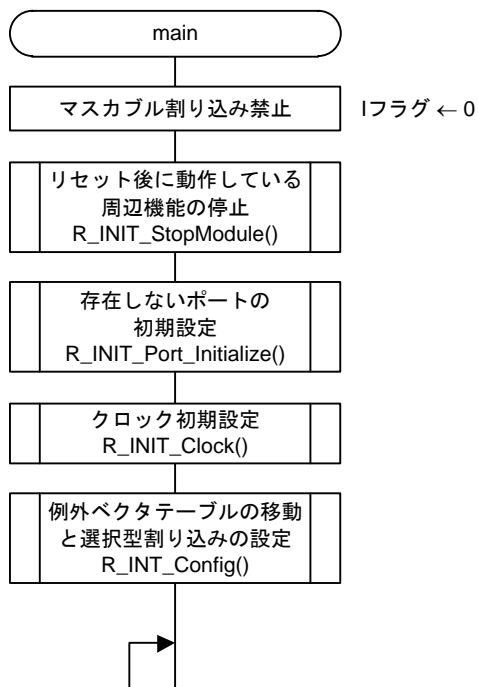 main
マスカブル割り込み禁止
Iフラグ ← 0
リセット後に動作している
周辺機能の停止
R_INIT_StopModule()
存在しないポートの
初期設定
R_INIT_Port_Initialize()
クロック初期設定
R_INIT_Clock()
例外ベクタテーブルの移動
と選択型割り込みの設定
R_INT_Config()